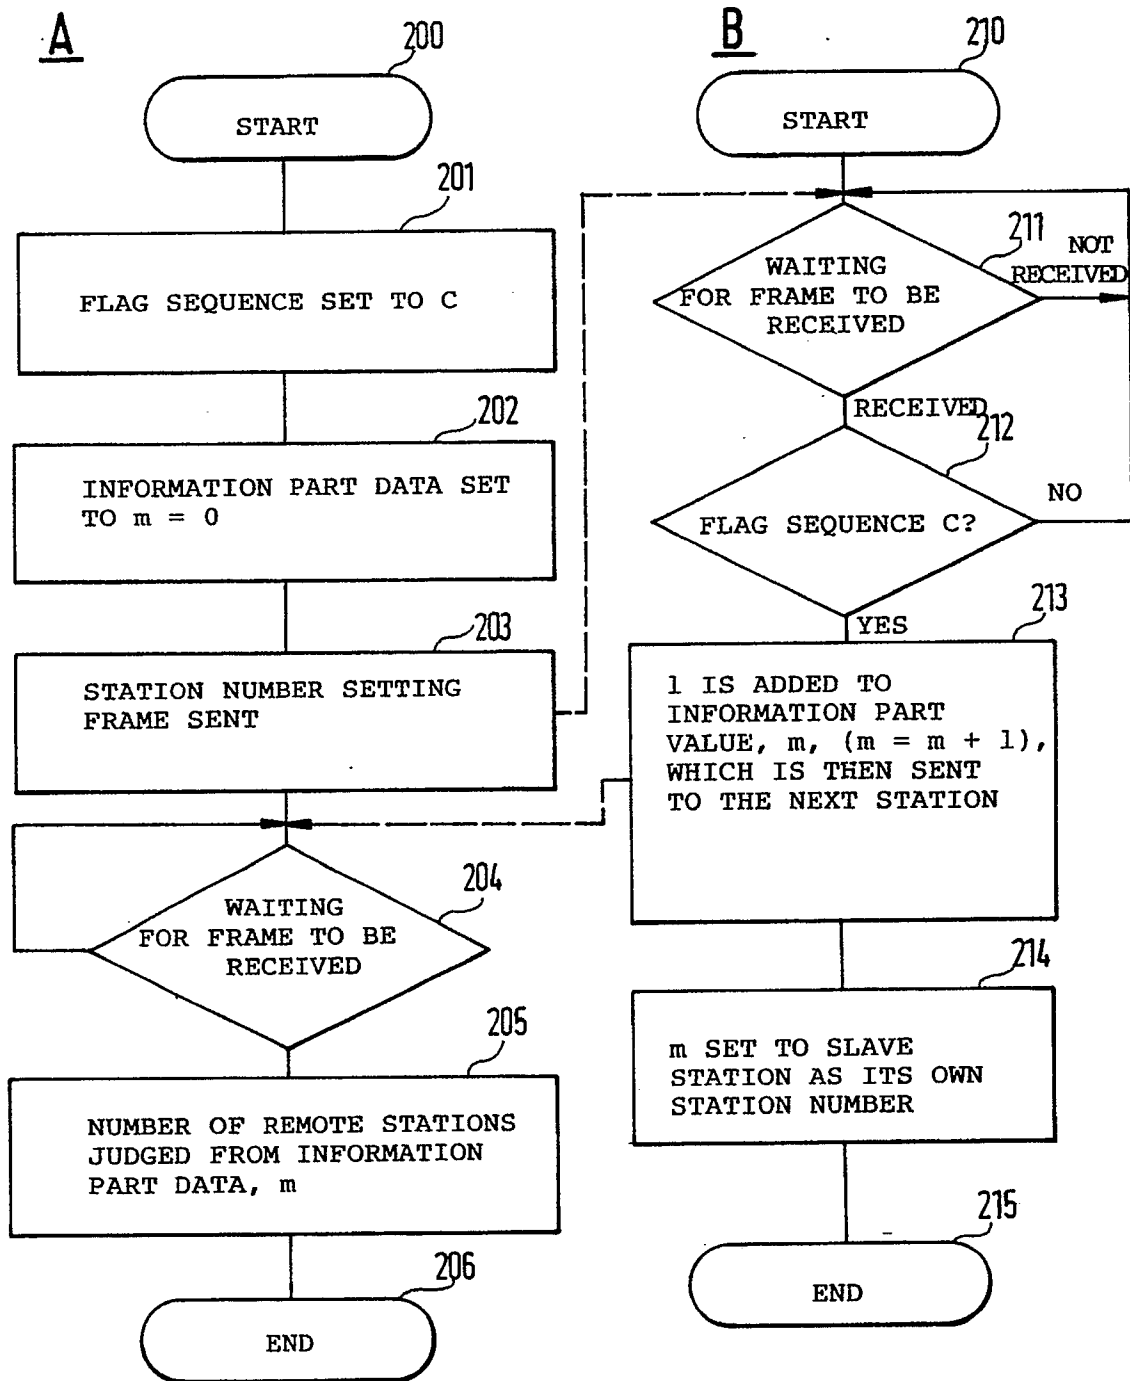 A
200
START
201
FLAG SEQUENCE SET TO C
202
INFORMATION PART DATA SET
TO m = 0
203
STATION NUMBER SETTING
FRAME SENT
204
WAITING
FOR FRAME TO BE
RECEIVED
205
NUMBER OF REMOTE STATIONS
JUDGED FROM INFORMATION
PART DATA, m
206
END
B
210
START
211
WAITING
FOR FRAME TO BE
RECEIVED
NOT
RECEIVED
RECEIVED
212
FLAG SEQUENCE C?
NO
YES
213
1 IS ADDED TO
INFORMATION PART
VALUE, m, (m = m + 1),
WHICH IS THEN SENT
TO THE NEXT STATION
214
m SET TO SLAVE
STATION AS ITS OWN
STATION NUMBER
215
END